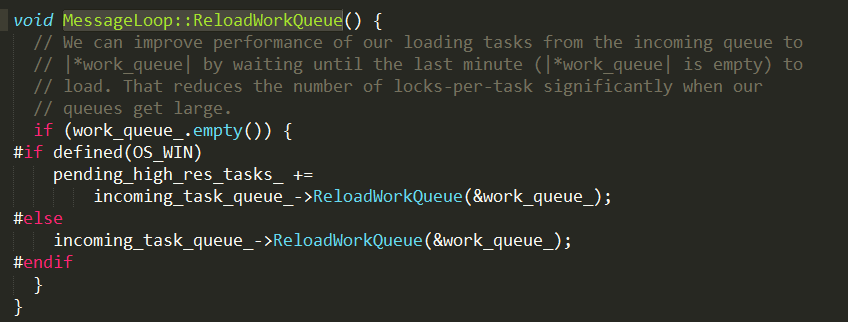 void MessageLoop::ReloadWorkQueue() {
  // We can improve performance of our loading tasks from the incoming queue to
  // |*work_queue| by waiting until the last minute (|*work_queue| is empty) to
  // load. That reduces the number of locks-per-task significantly when our
  // queues get large.
  if (work_queue_.empty()) {
#if defined(OS_WIN)
    pending_high_res_tasks_ +=
        incoming_task_queue_->ReloadWorkQueue(&work_queue_);
#else
    incoming_task_queue_->ReloadWorkQueue(&work_queue_);
#endif
  }
}